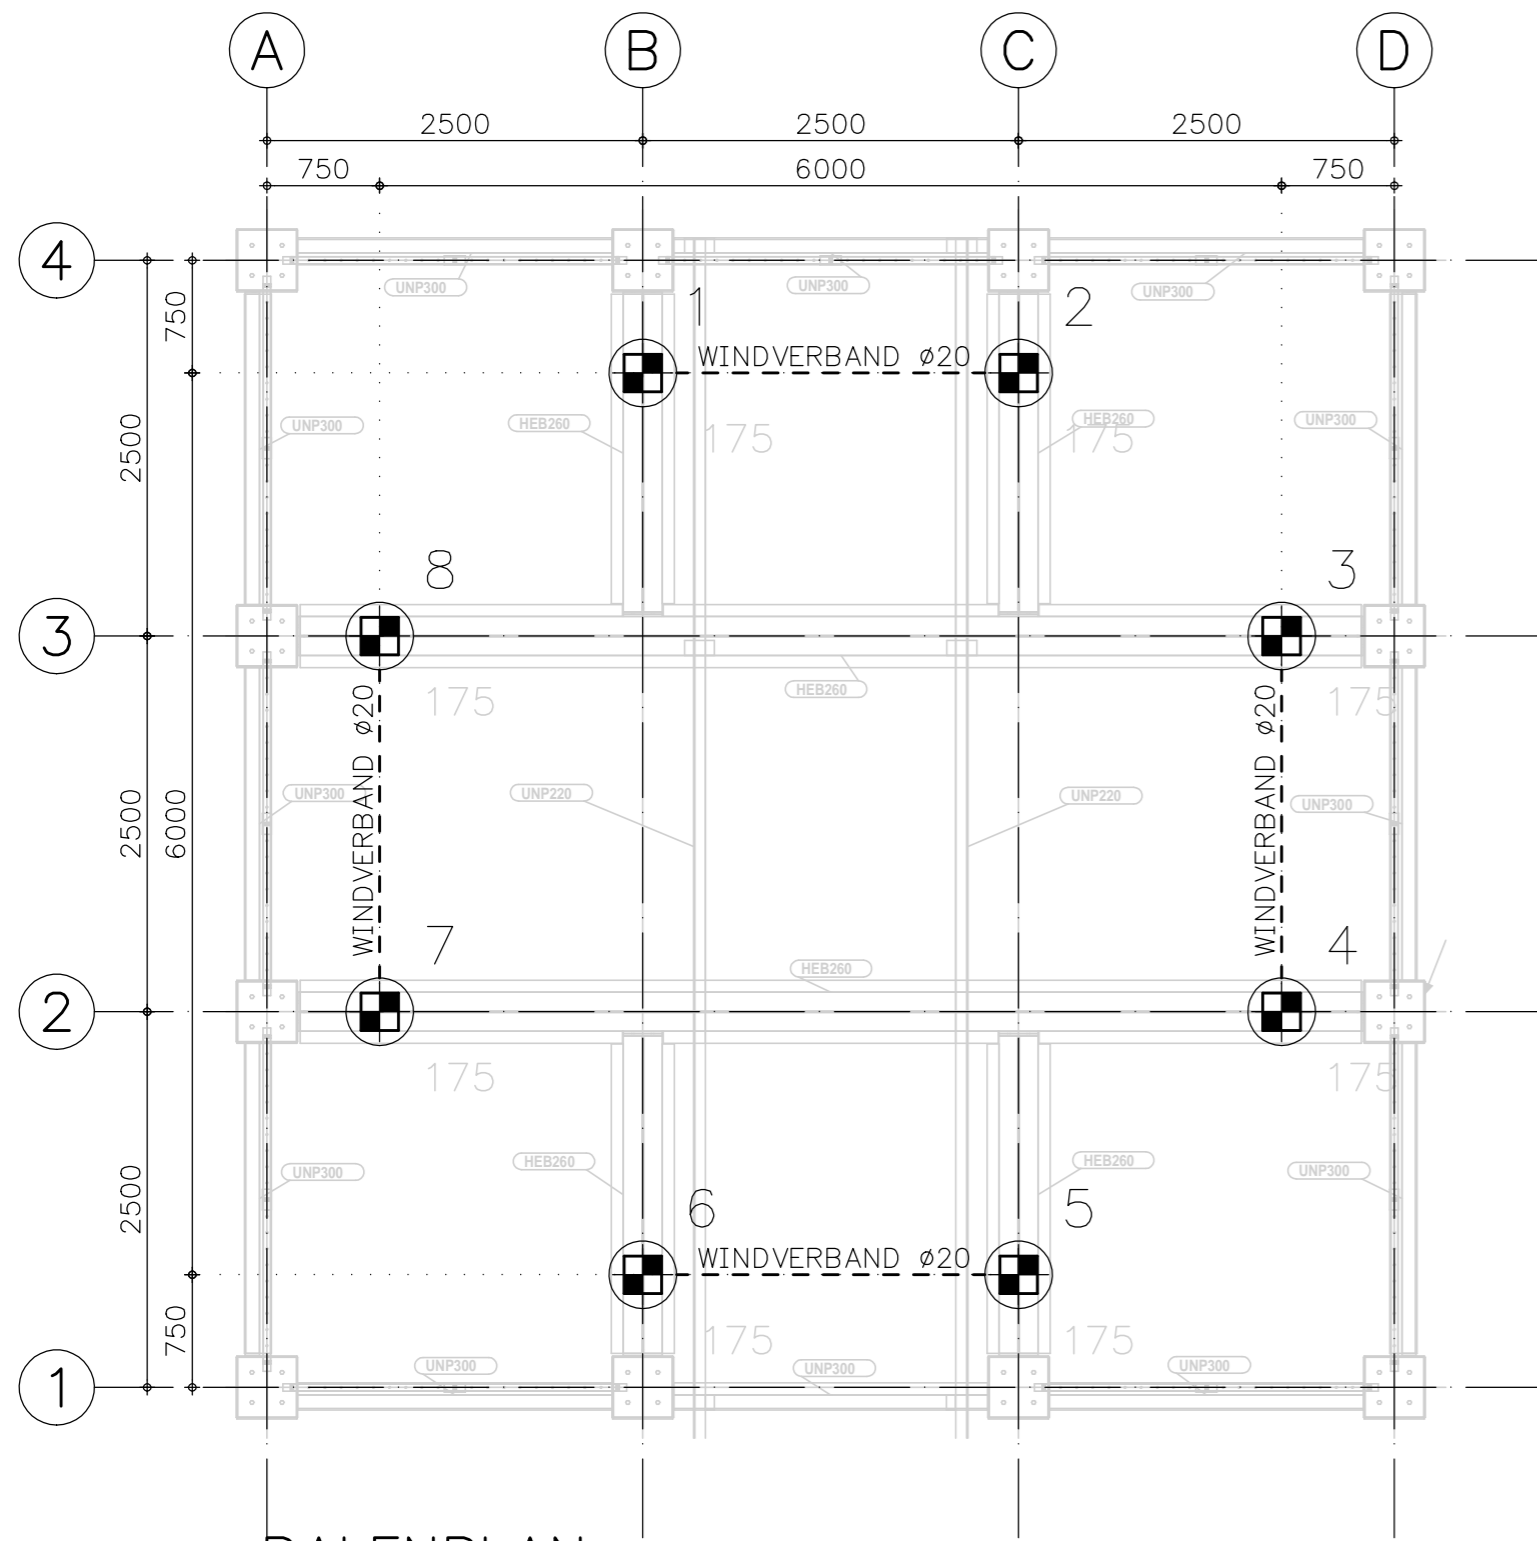 A B C D
2500 2500 2500
750 6000 750
4
UNP300 UNP300 UNP300
750
1 2
WINDVERBAND ø20
2500
UNP300 HEB260 HEB260 UNP300
175 175
8 3
3
HEB260
175 175
WINDVERBAND ø20
WINDVERBAND ø20
2500
6000
UNP300 UNP220 UNP220 UNP300
7 4
HEB260
2
175 175
2500
UNP300 HEB260 HEB260 UNP300
6 5
WINDVERBAND ø20
750
175 175
UNP300 UNP300 UNP300
1